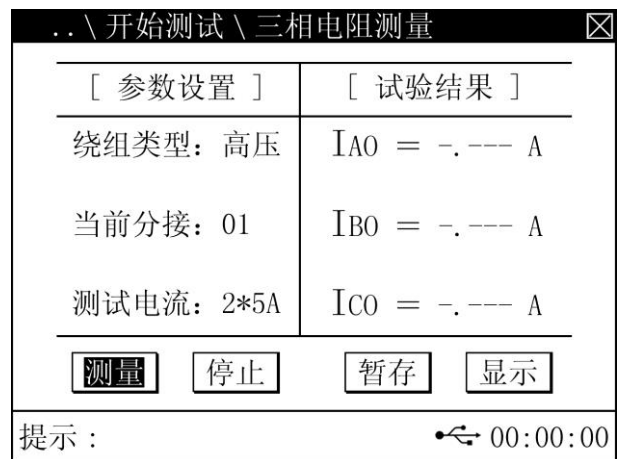 ..\开始测试\三相电阻测量
[ 参数设置 ] [ 试验结果 ]
绕组类型: 高压 IA0 = -.--- A
当前分接: 01 IB0 = -.--- A
测试电流: 2*5A IC0 = -.--- A
测量 停止 暂存 显示
提示: 00:00:00